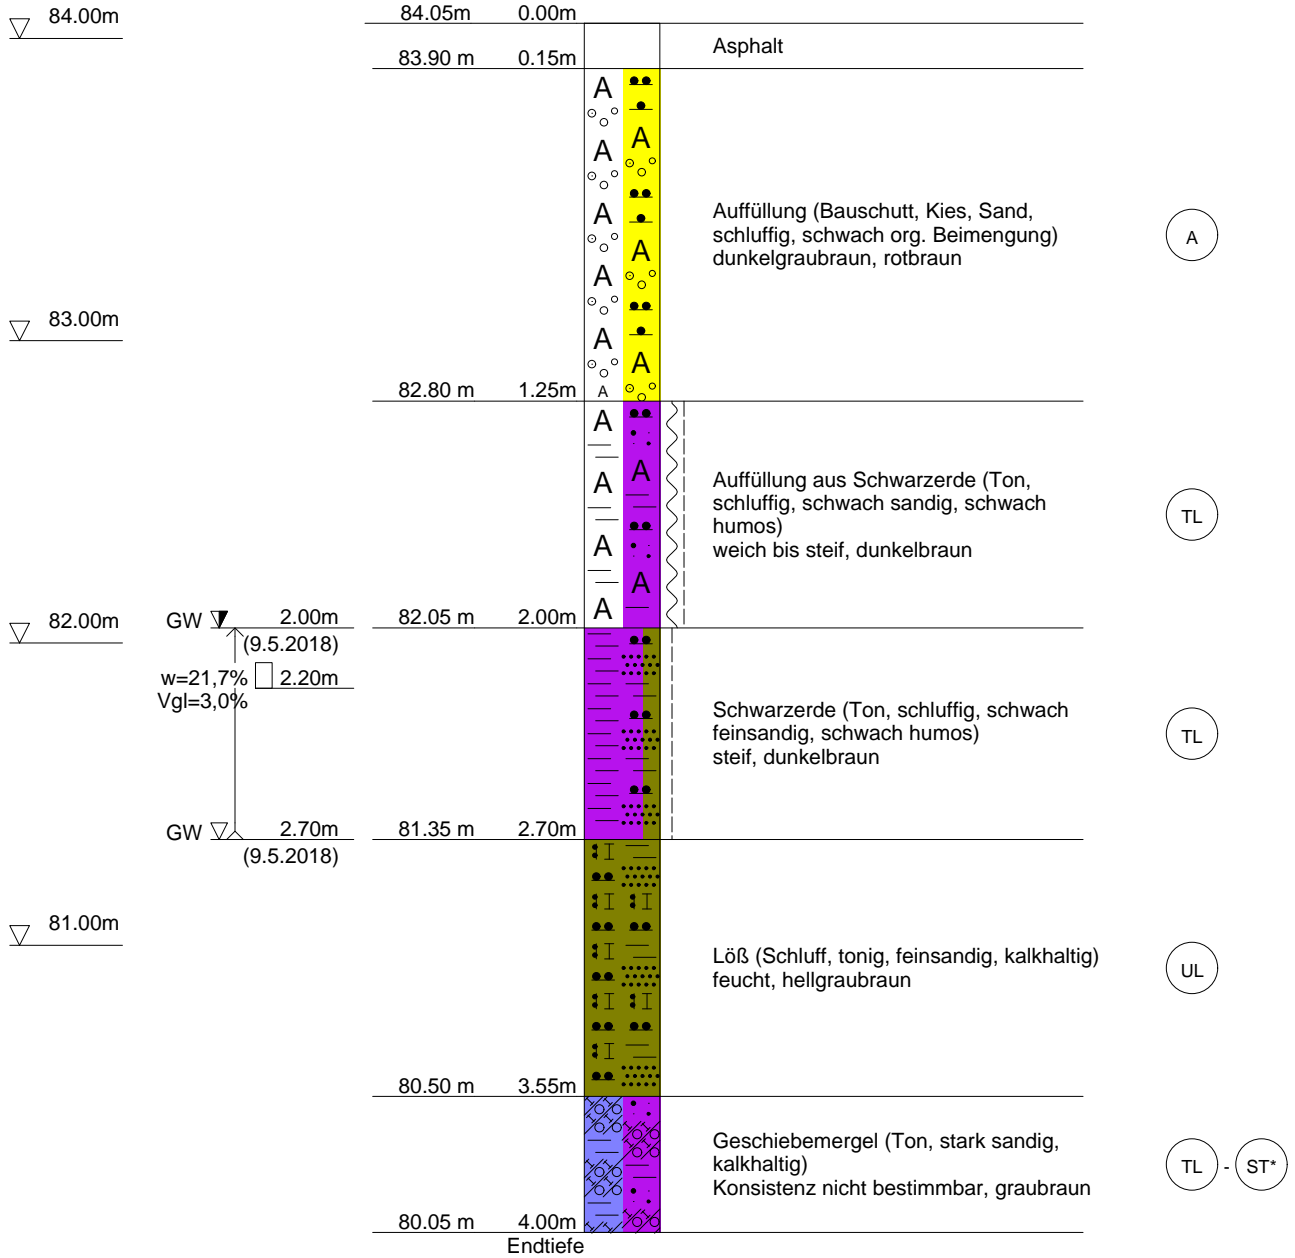 84.00m
84.05m 0.00m
Asphalt
83.90 m 0.15m
A
A
A
A
A
A
A
A
A
Auffüllung (Bauschutt, Kies, Sand,
schluffig, schwach org. Beimengung)
dunkelgraubraun, rotbraun
A
83.00m
82.80 m 1.25m
A
A
A
A
A
A
Auffüllung aus Schwarzerde (Ton,
schluffig, schwach sandig, schwach
humos)
weich bis steif, dunkelbraun
TL
82.00m
GW 2.00m
(9.5.2018)
82.05 m 2.00m
w=21,7% 2.20m
Vgl=3,0%
Schwarzerde (Ton, schluffig, schwach
feinsandig, schwach humos)
steif, dunkelbraun
TL
GW 2.70m
(9.5.2018)
81.35 m 2.70m
81.00m
Löß (Schluff, tonig, feinsandig, kalkhaltig)
feucht, hellgraubraun
UL
80.50 m 3.55m
Geschiebemergel (Ton, stark sandig,
kalkhaltig)
Konsistenz nicht bestimmbar, graubraun
TL - ST*
80.05 m 4.00m
Endtiefe